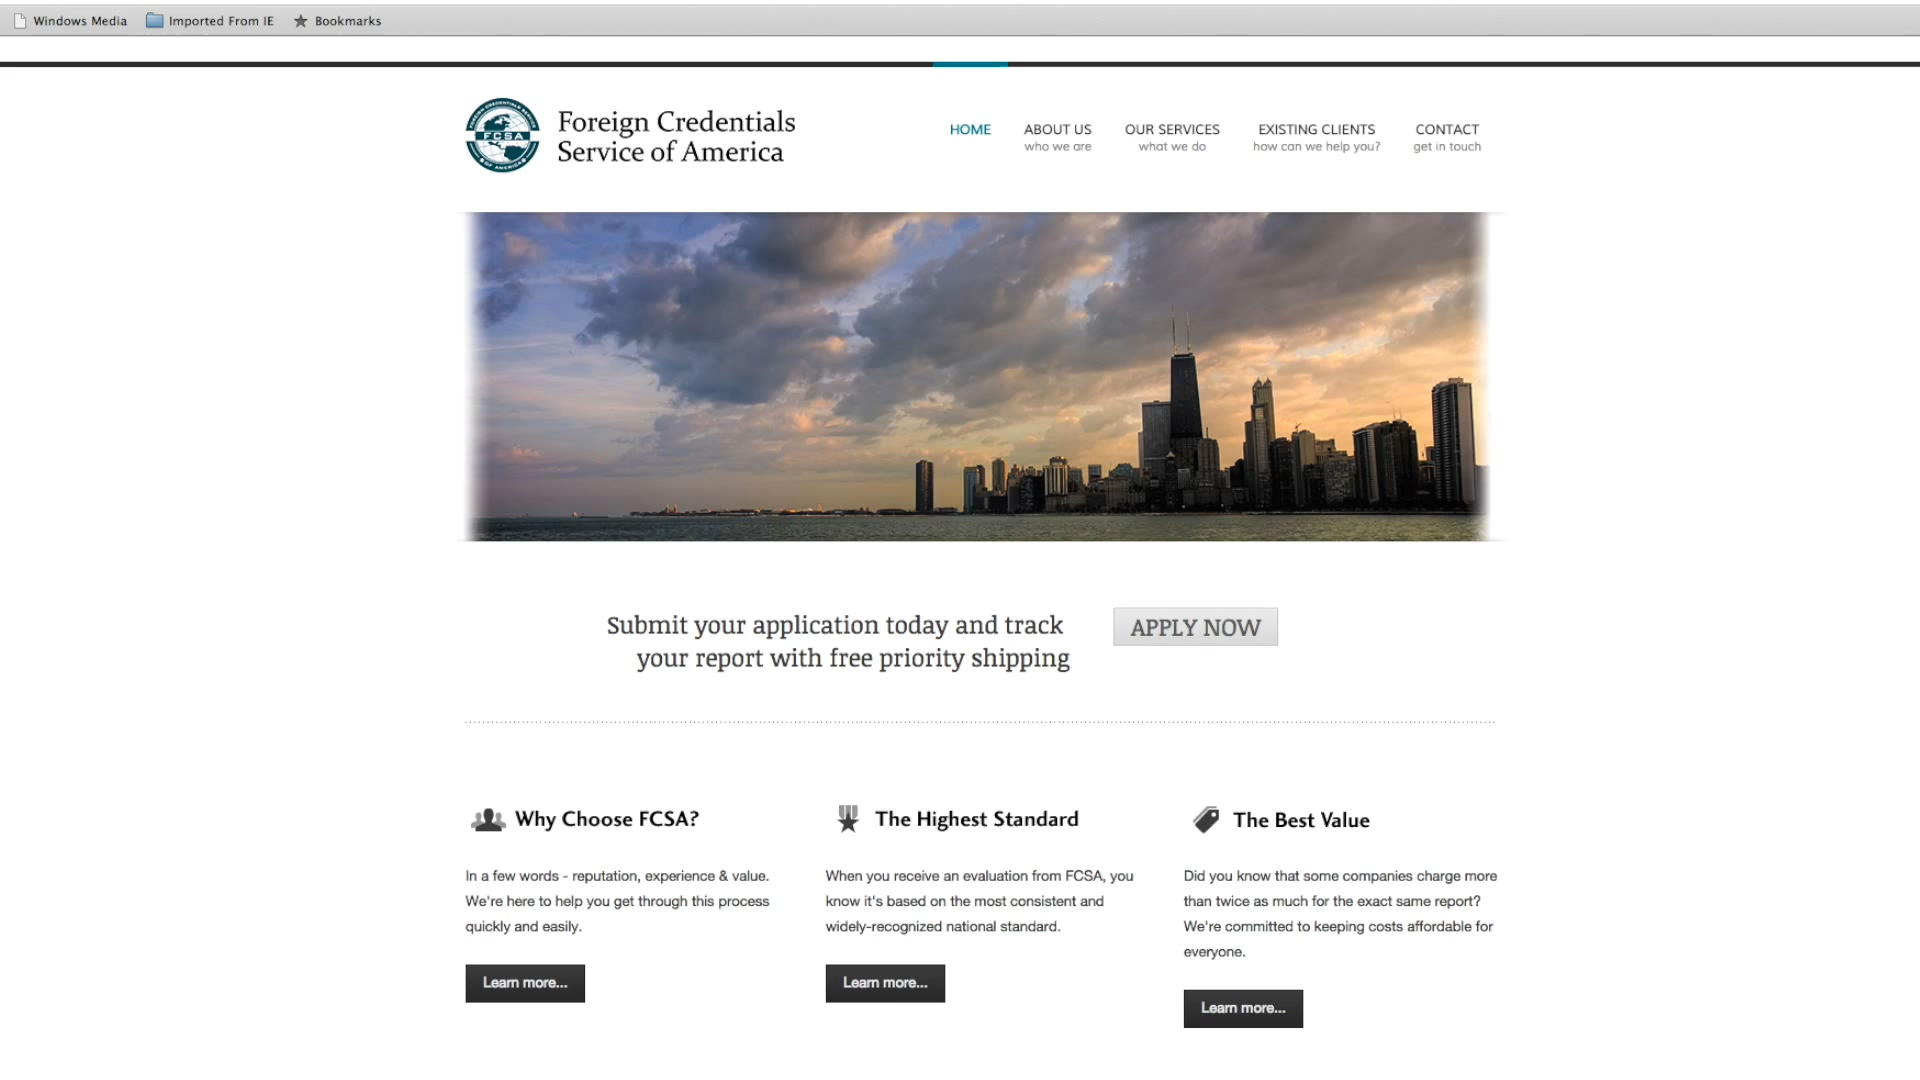 Windows Media Imported From IE Bookmarks
FOREIGN CREDENTIALS SERVICE
FCSA
OF AMERICA
Foreign Credentials
Service of America
HOME ABOUT US OUR SERVICES EXISTING CLIENTS CONTACT
who we are what we do how can we help you? get in touch
Submit your application today and track
your report with free priority shipping
APPLY NOW
Why Choose FCSA?
In a few words - reputation, experience & value.
We're here to help you get through this process
quickly and easily.
Learn more...
The Highest Standard
When you receive an evaluation from FCSA, you
know it's based on the most consistent and
widely-recognized national standard.
Learn more...
The Best Value
Did you know that some companies charge more
than twice as much for the exact same report?
We're committed to keeping costs affordable for
everyone.
Learn more...